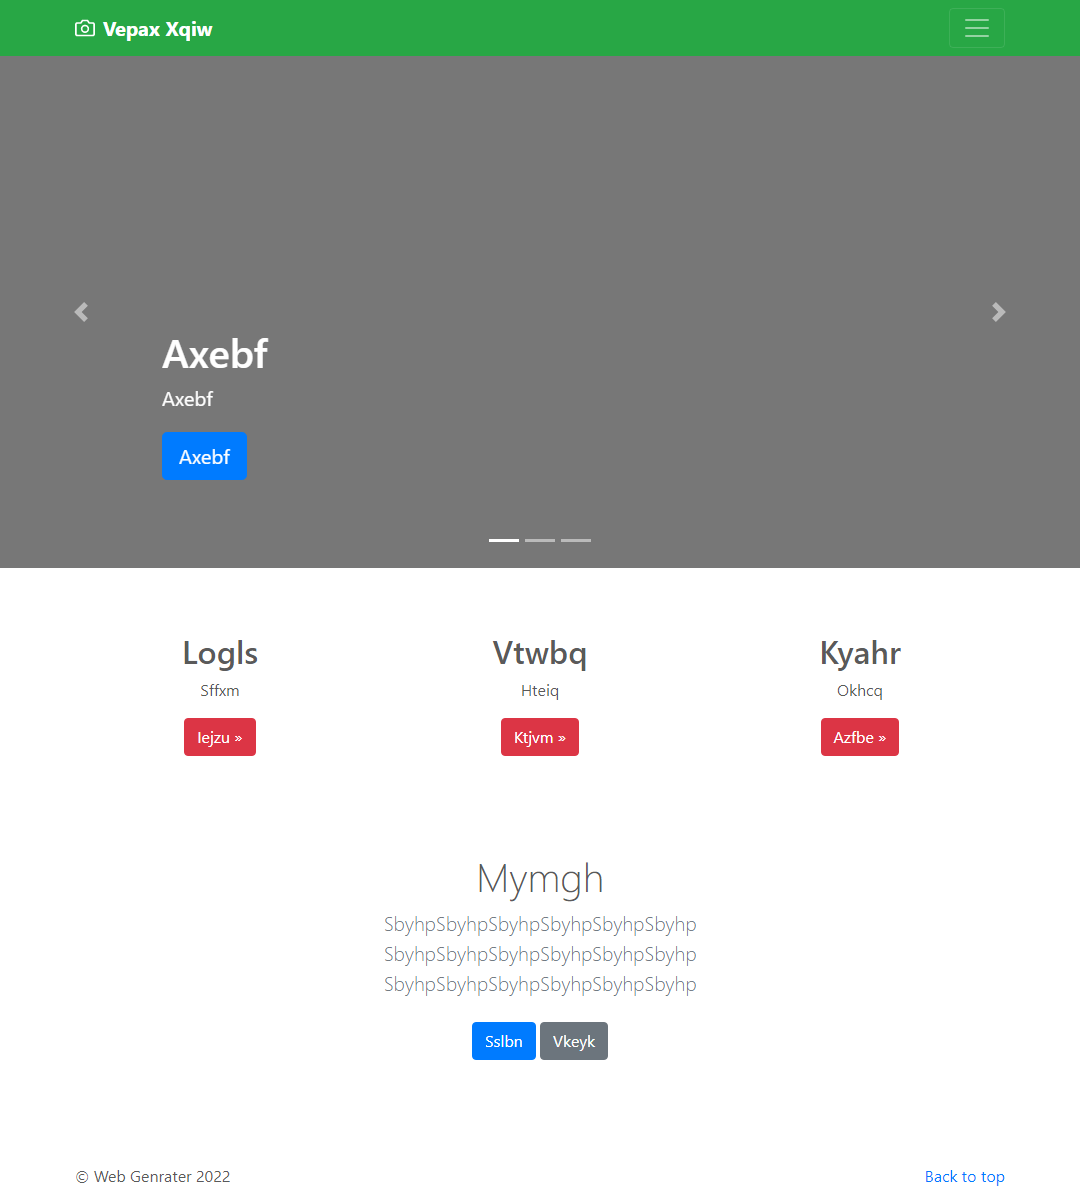 Vepax Xqiw
Axebf
Axebf
Axebf
Logls
Vtwbq
Kyahr
Sffxm
Hteiq
Okhcq
Iejzu »
Ktjvm »
Azfbe »
Mymgh
SbyhpSbyhpSbyhpSbyhpSbyhpSbyhp
SbyhpSbyhpSbyhpSbyhpSbyhpSbyhp
SbyhpSbyhpSbyhpSbyhpSbyhpSbyhp
Sslbn Vkeyk
© Web Genrater 2022
Back to top